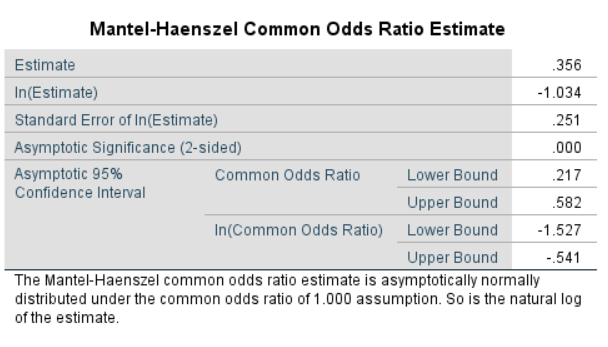 Mantel-Haenszel Common Odds Ratio Estimate
Estimate .356
ln(Estimate) -1.034
Standard Error of ln(Estimate) .251
Asymptotic Significance (2-sided) .000
Asymptotic 95% Confidence Interval Common Odds Ratio Lower Bound .217
Upper Bound .582
ln(Common Odds Ratio) Lower Bound -1.527
Upper Bound -.541
The Mantel-Haenszel common odds ratio estimate is asymptotically normally
distributed under the common odds ratio of 1.000 assumption. So is the natural log
of the estimate.